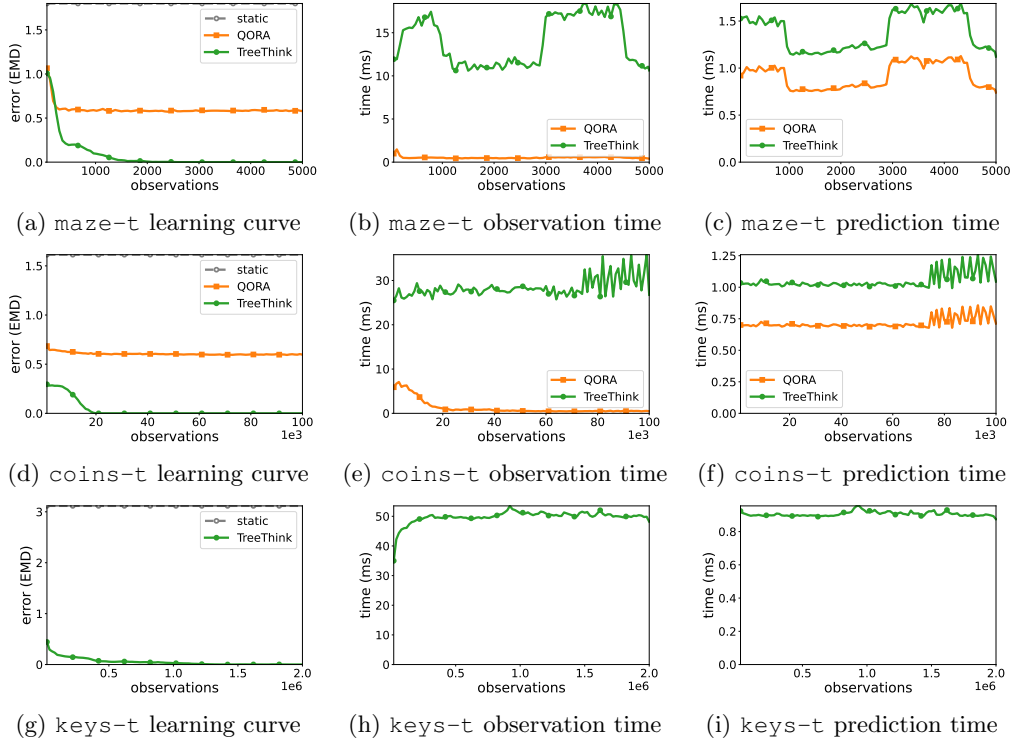 error (EMD)
1.5
1.0
0.5
0.0
static
QORA
TreeThink
1000 2000 3000 4000 5000
observations
(a) maze-t learning curve
time (ms)
15
10
5
0
QORA
TreeThink
1000 2000 3000 4000 5000
observations
(b) maze-t observation time
time (ms)
1.5
1.0
0.5
0.0
QORA
TreeThink
1000 2000 3000 4000 5000
observations
(c) maze-t prediction time
error (EMD)
1.5
1.0
0.5
0.0
static
QORA
TreeThink
20 40 60 80 100
observations 1e3
(d) coins-t learning curve
time (ms)
30
20
10
0
QORA
TreeThink
20 40 60 80 100
observations 1e3
(e) coins-t observation time
time (ms)
1.25
1.00
0.75
0.50
0.25
0.00
QORA
TreeThink
20 40 60 80 100
observations 1e3
(f) coins-t prediction time
error (EMD)
3
2
1
0
static
TreeThink
0.5 1.0 1.5 2.0
observations 1e6
(g) keys-t learning curve
time (ms)
50
40
30
20
10
0
0.5 1.0 1.5 2.0
observations 1e6
(h) keys-t observation time
time (ms)
0.8
0.6
0.4
0.2
0.0
0.5 1.0 1.5 2.0
observations 1e6
(i) keys-t prediction time